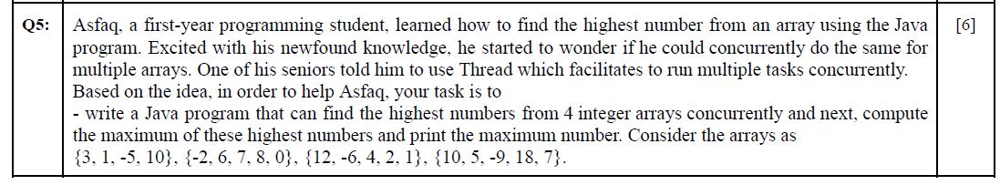 Q5: Asfaq, a first-year programming student, learned how to find the highest number from an array using the Java [6]
program. Excited with his newfound knowledge, he started to wonder if he could concurrently do the same for
multiple arrays. One of his seniors told him to use Thread which facilitates to run multiple tasks concurrently.
Based on the idea, in order to help Asfaq, your task is to
- write a Java program that can find the highest numbers from 4 integer arrays concurrently and next, compute
the maximum of these highest numbers and print the maximum number. Consider the arrays as
{3, 1, -5, 10}, {-2, 6, 7, 8, 0}, {12, -6, 4, 2, 1}, {10, 5, -9, 18, 7}.